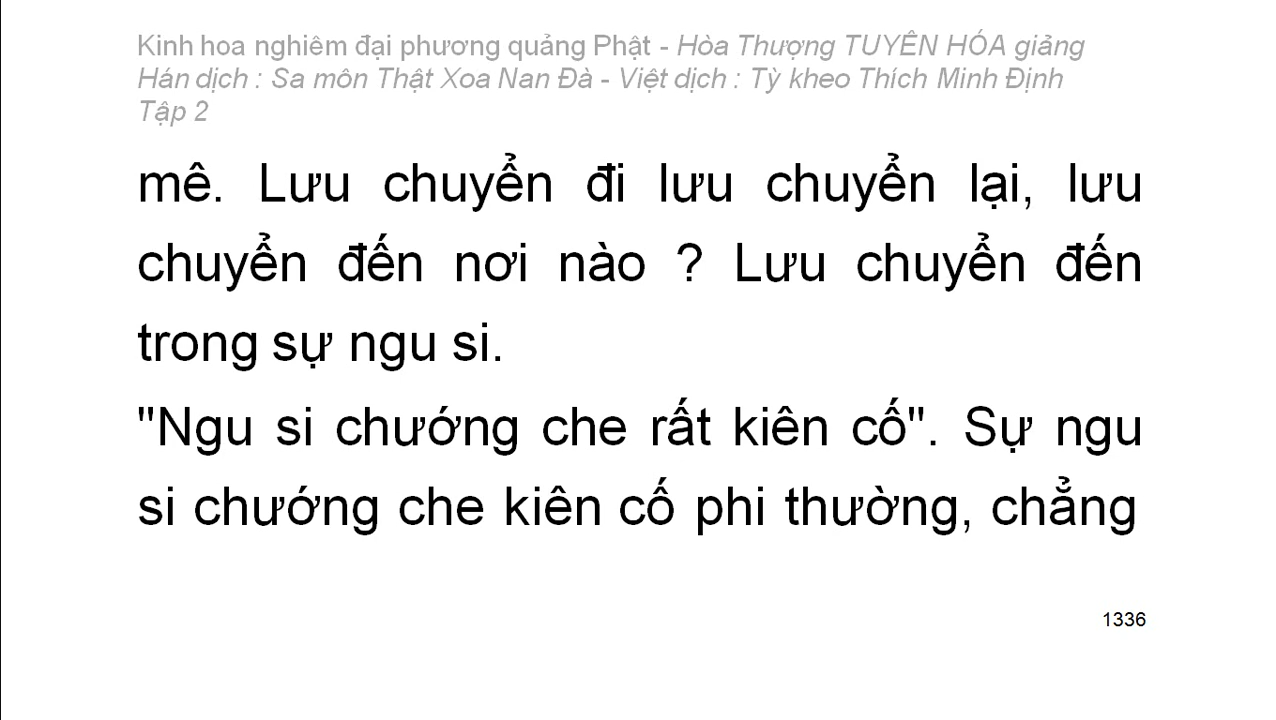 Kinh hoa nghiêm đại phương quảng Phật - Hòa Thượng TUYÊN HÓA giảng
Hán dịch : Sa môn Thật Xoa Nan Đà - Việt dịch : Tỳ kheo Thích Minh Định
Tập 2
mê. Lưu chuyển đi lưu chuyển lại, lưu
chuyển đến nơi nào ? Lưu chuyển đến
trong sự ngu si.
"Ngu si chướng che rất kiên cố". Sự ngu
si chướng che kiên cố phi thường, chẳng
1336